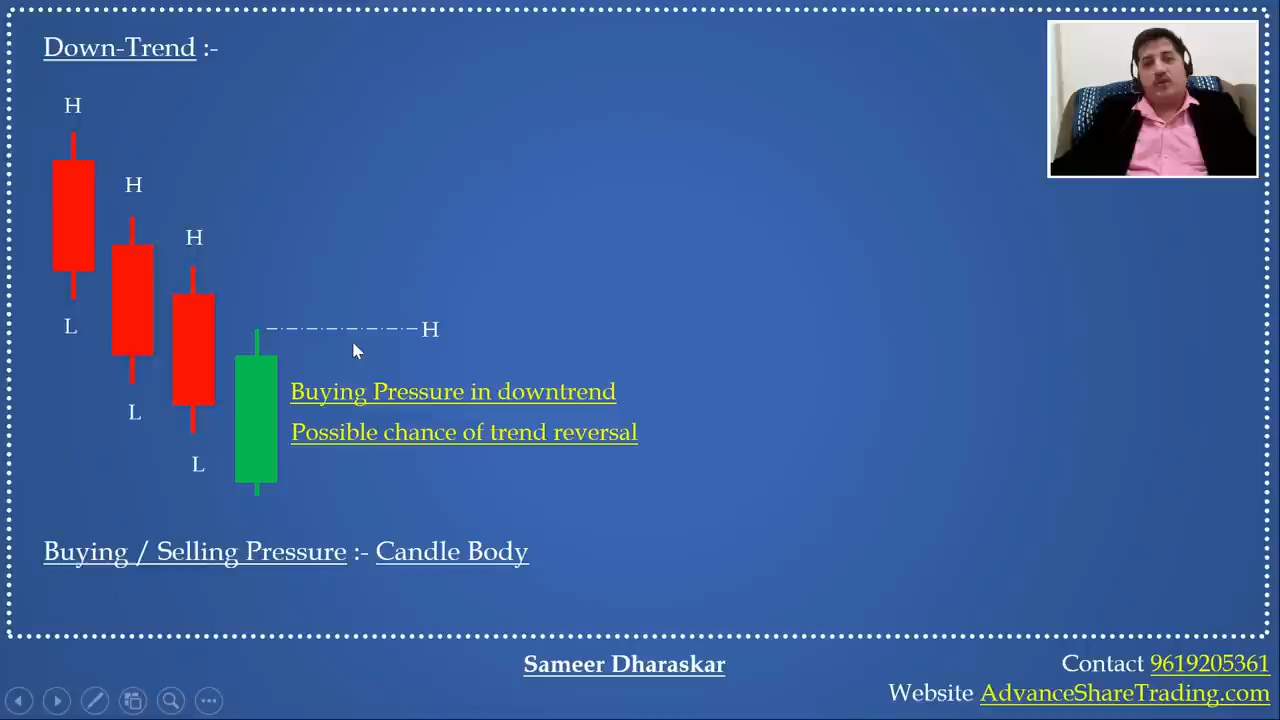 Down-Trend :-
H
H
H
L
H
Buying Pressure in downtrend
L
Possible chance of trend reversal
L
Buying / Selling Pressure :- Candle Body
Sameer Dharaskar
Contact 9619205361
Website AdvanceShareTrading.com